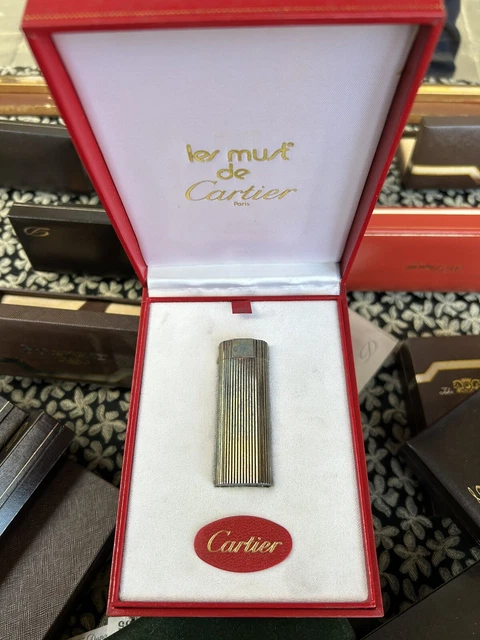 les must
de
Cartier
Paris
Cartier